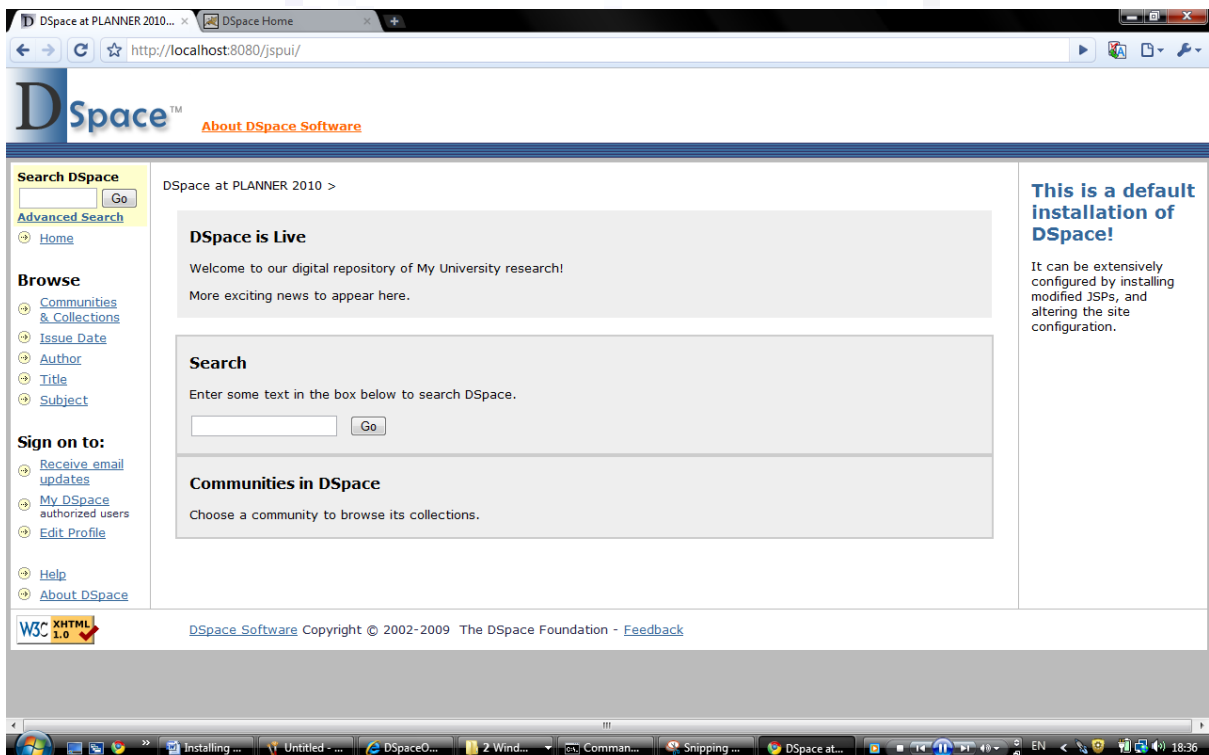 DSpace at PLANNER 2010...
DSpace Home
http://localhost:8080/jspui/
DSpace™
About DSpace Software
Search DSpace
Go
Advanced Search
Home
Browse
Communities
& Collections
Issue Date
Author
Title
Subject
Sign on to:
Receive email
updates
My DSpace
authorized users
Edit Profile
Help
About DSpace
DSpace at PLANNER 2010 >
DSpace is Live
Welcome to our digital repository of My University research!
More exciting news to appear here.
Search
Enter some text in the box below to search DSpace.
Go
Communities in DSpace
Choose a community to browse its collections.
This is a default
installation of
DSpace!
It can be extensively
configured by installing
modified JSPs, and
altering the site
configuration.
W3C XHTML
1.0
DSpace Software Copyright © 2002-2009 The DSpace Foundation - Feedback
Installing ...
Untitled - ...
DSpaceO...
2 Wind...
Comman...
Snipping ...
DSpace at...
EN
18:36